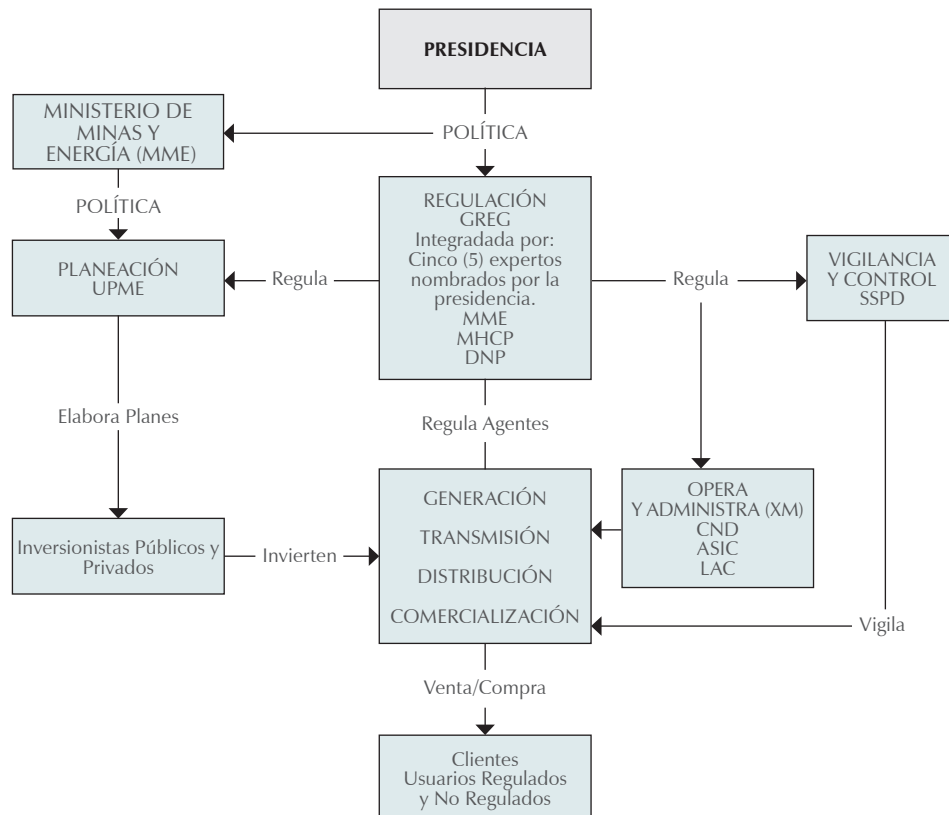 PRESIDENCIA
MINISTERIO DE
MINAS Y
ENERGÍA (MME)
POLÍTICA
POLÍTICA
REGULACIÓN
GREG
Integradada por:
Cinco (5) expertos
nombrados por la
presidencia.
MME
MHCP
DNP
PLANEACIÓN
UPME
Regula
Regula
VIGILANCIA
Y CONTROL
SSPD
Elabora Planes
Regula Agentes
GENERACIÓN
TRANSMISIÓN
DISTRIBUCIÓN
COMERCIALIZACIÓN
OPERA
Y ADMINISTRA (XM)
CND
ASIC
LAC
Inversionistas Públicos y
Privados
Invierten
Vigila
Venta/Compra
Clientes
Usuarios Regulados
y No Regulados